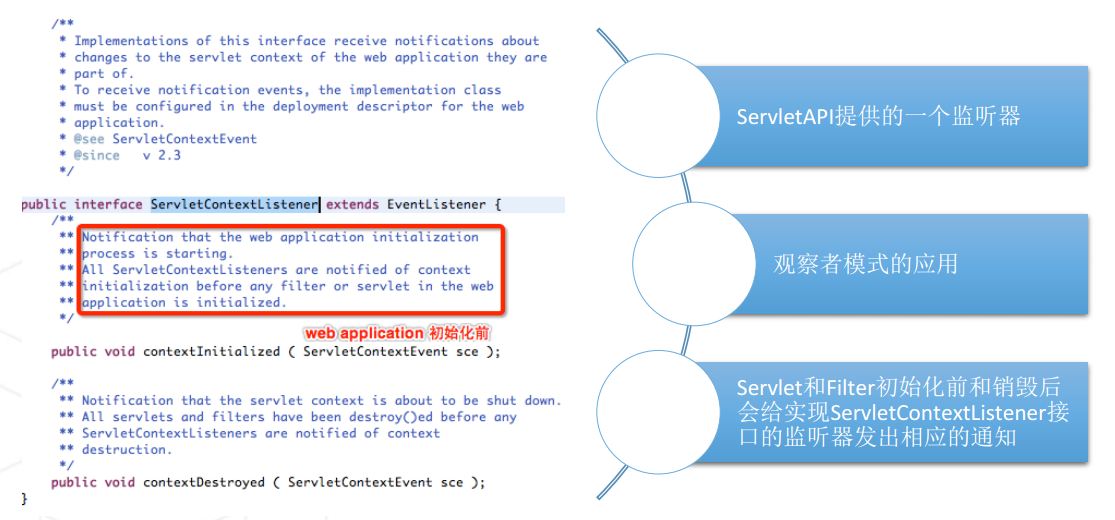 /**
* Implementations of this interface receive notifications about
* changes to the servlet context of the web application they are
* part of.
* To receive notification events, the implementation class
* must be configured in the deployment descriptor for the web
* application.
* @see ServletContextEvent
* @since v 2.3
*/
public interface ServletContextListener extends EventListener {
/**
** Notification that the web application initialization
** process is starting.
** All ServletContextListeners are notified of context
** initialization before any filter or servlet in the web
** application is initialized.
*/
web application 初始化前
public void contextInitialized ( ServletContextEvent sce );
/**
** Notification that the servlet context is about to be shut down.
** All servlets and filters have been destroy()ed before any
** ServletContextListeners are notified of context
** destruction.
*/
public void contextDestroyed ( ServletContextEvent sce );
}
ServletAPI提供的一个监听器
观察者模式的应用
Servlet和Filter初始化前和销毁后
会给实现ServletContextListener接
口的监听器发出相应的通知